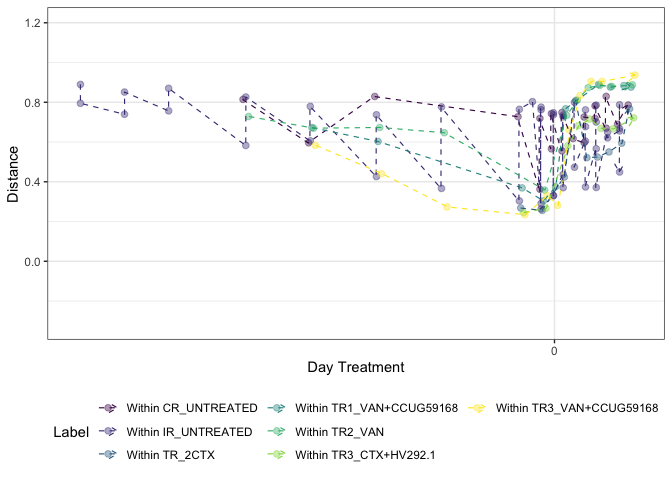 1.2
0.8
0.4
0.0
Distance
0
Day Treatment
Label
Within CR_UNTREATED
Within IR_UNTREATED
Within TR_2CTX
Within TR1_VAN+CCUG59168
Within TR2_VAN
Within TR3_CTX+HV292.1
Within TR3_VAN+CCUG59168